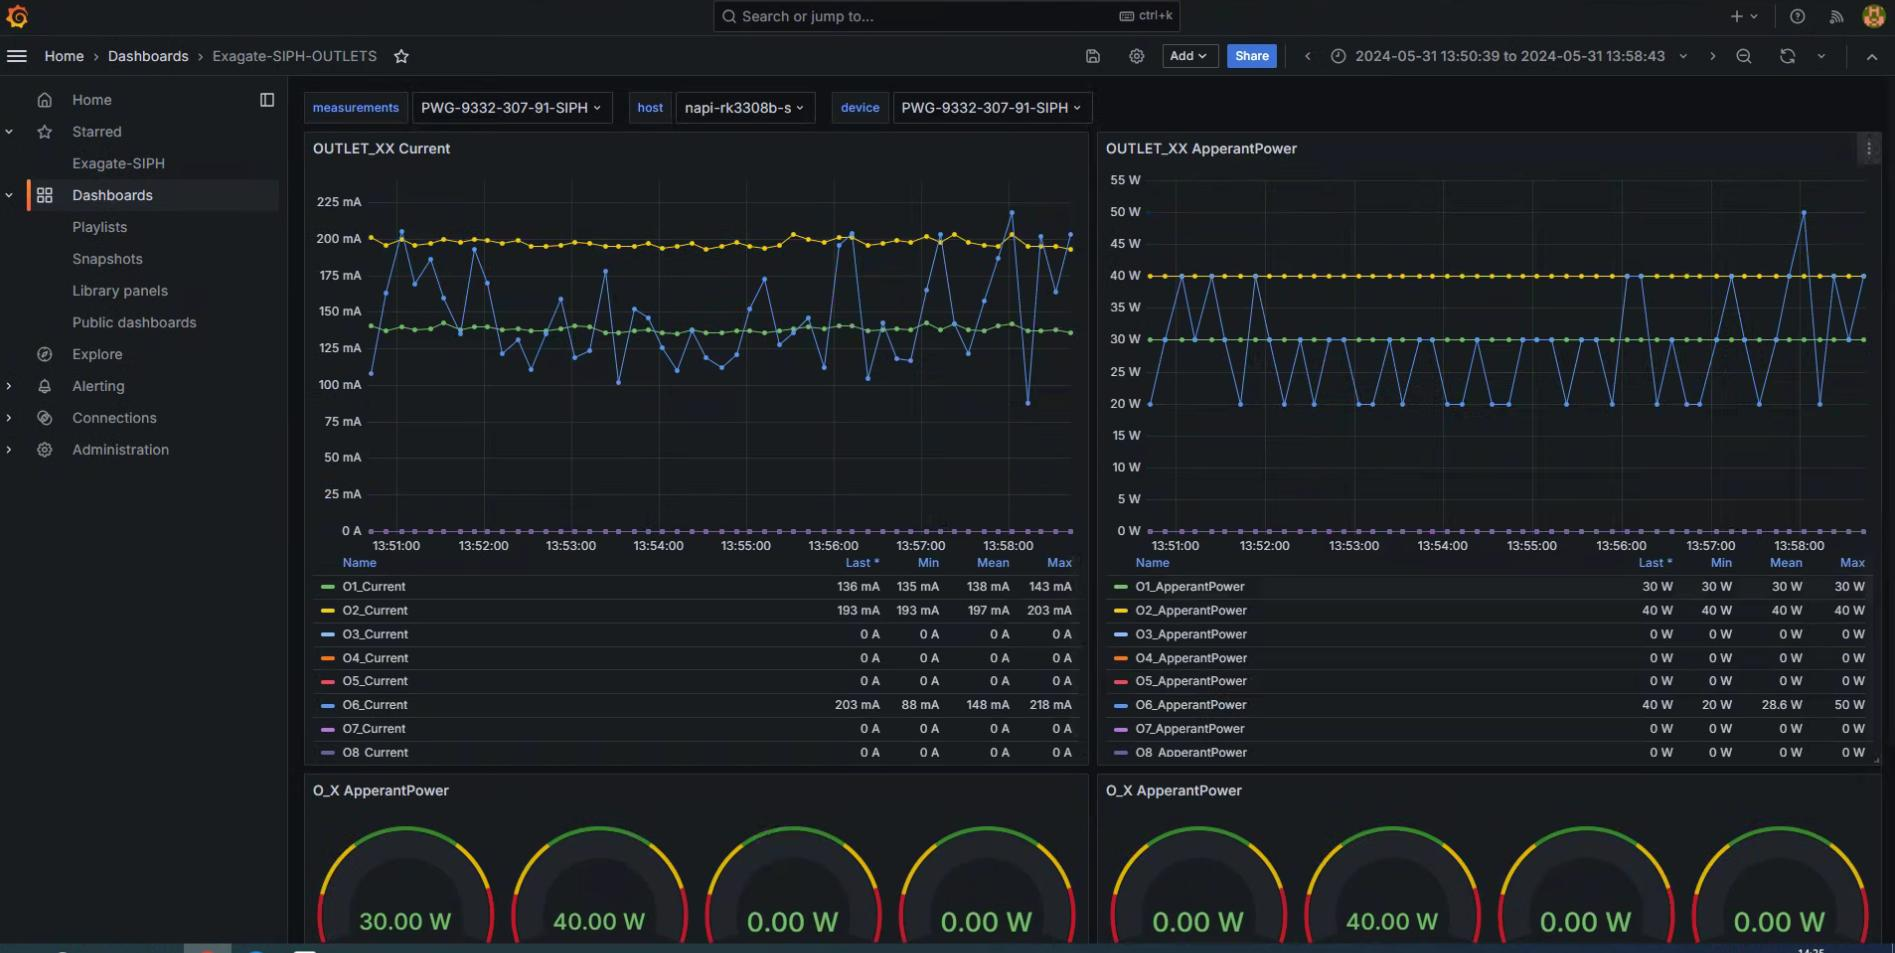 Search or jump to... ctrl+k
Home › Dashboards › Exagate-SIPH-OUTLETS Add Share 2024-05-31 13:50:39 to 2024-05-31 13:58:43
Home
Starred
Exagate-SIPH
Dashboards
Playlists
Snapshots
Library panels
Public dashboards
Explore
Alerting
Connections
Administration
measurements PWG-9332-307-91-SIPH host napi-rk3308b-s device PWG-9332-307-91-SIPH
OUTLET_XX Current
225 mA
200 mA
175 mA
150 mA
125 mA
100 mA
75 mA
50 mA
25 mA
0 A
13:51:00 13:52:00 13:53:00 13:54:00 13:55:00 13:56:00 13:57:00 13:58:00
Name Last * Min Mean Max
O1_Current 136 mA 135 mA 138 mA 143 mA
O2_Current 193 mA 193 mA 197 mA 203 mA
O3_Current 0 A 0 A 0 A 0 A
O4_Current 0 A 0 A 0 A 0 A
O5_Current 0 A 0 A 0 A 0 A
O6_Current 203 mA 88 mA 148 mA 218 mA
O7_Current 0 A 0 A 0 A 0 A
O8_Current 0 A 0 A 0 A 0 A
OUTLET_XX ApperantPower
55 W
50 W
45 W
40 W
35 W
30 W
25 W
20 W
15 W
10 W
5 W
0 W
13:51:00 13:52:00 13:53:00 13:54:00 13:55:00 13:56:00 13:57:00 13:58:00
Name Last * Min Mean Max
O1_ApperantPower 30 W 30 W 30 W 30 W
O2_ApperantPower 40 W 40 W 40 W 40 W
O3_ApperantPower 0 W 0 W 0 W 0 W
O4_ApperantPower 0 W 0 W 0 W 0 W
O5_ApperantPower 0 W 0 W 0 W 0 W
O6_ApperantPower 40 W 20 W 28.6 W 50 W
O7_ApperantPower 0 W 0 W 0 W 0 W
O8_ApperantPower 0 W 0 W 0 W 0 W
O_X ApperantPower
30.00 W 40.00 W 0.00 W 0.00 W
O_X ApperantPower
0.00 W 40.00 W 0.00 W 0.00 W